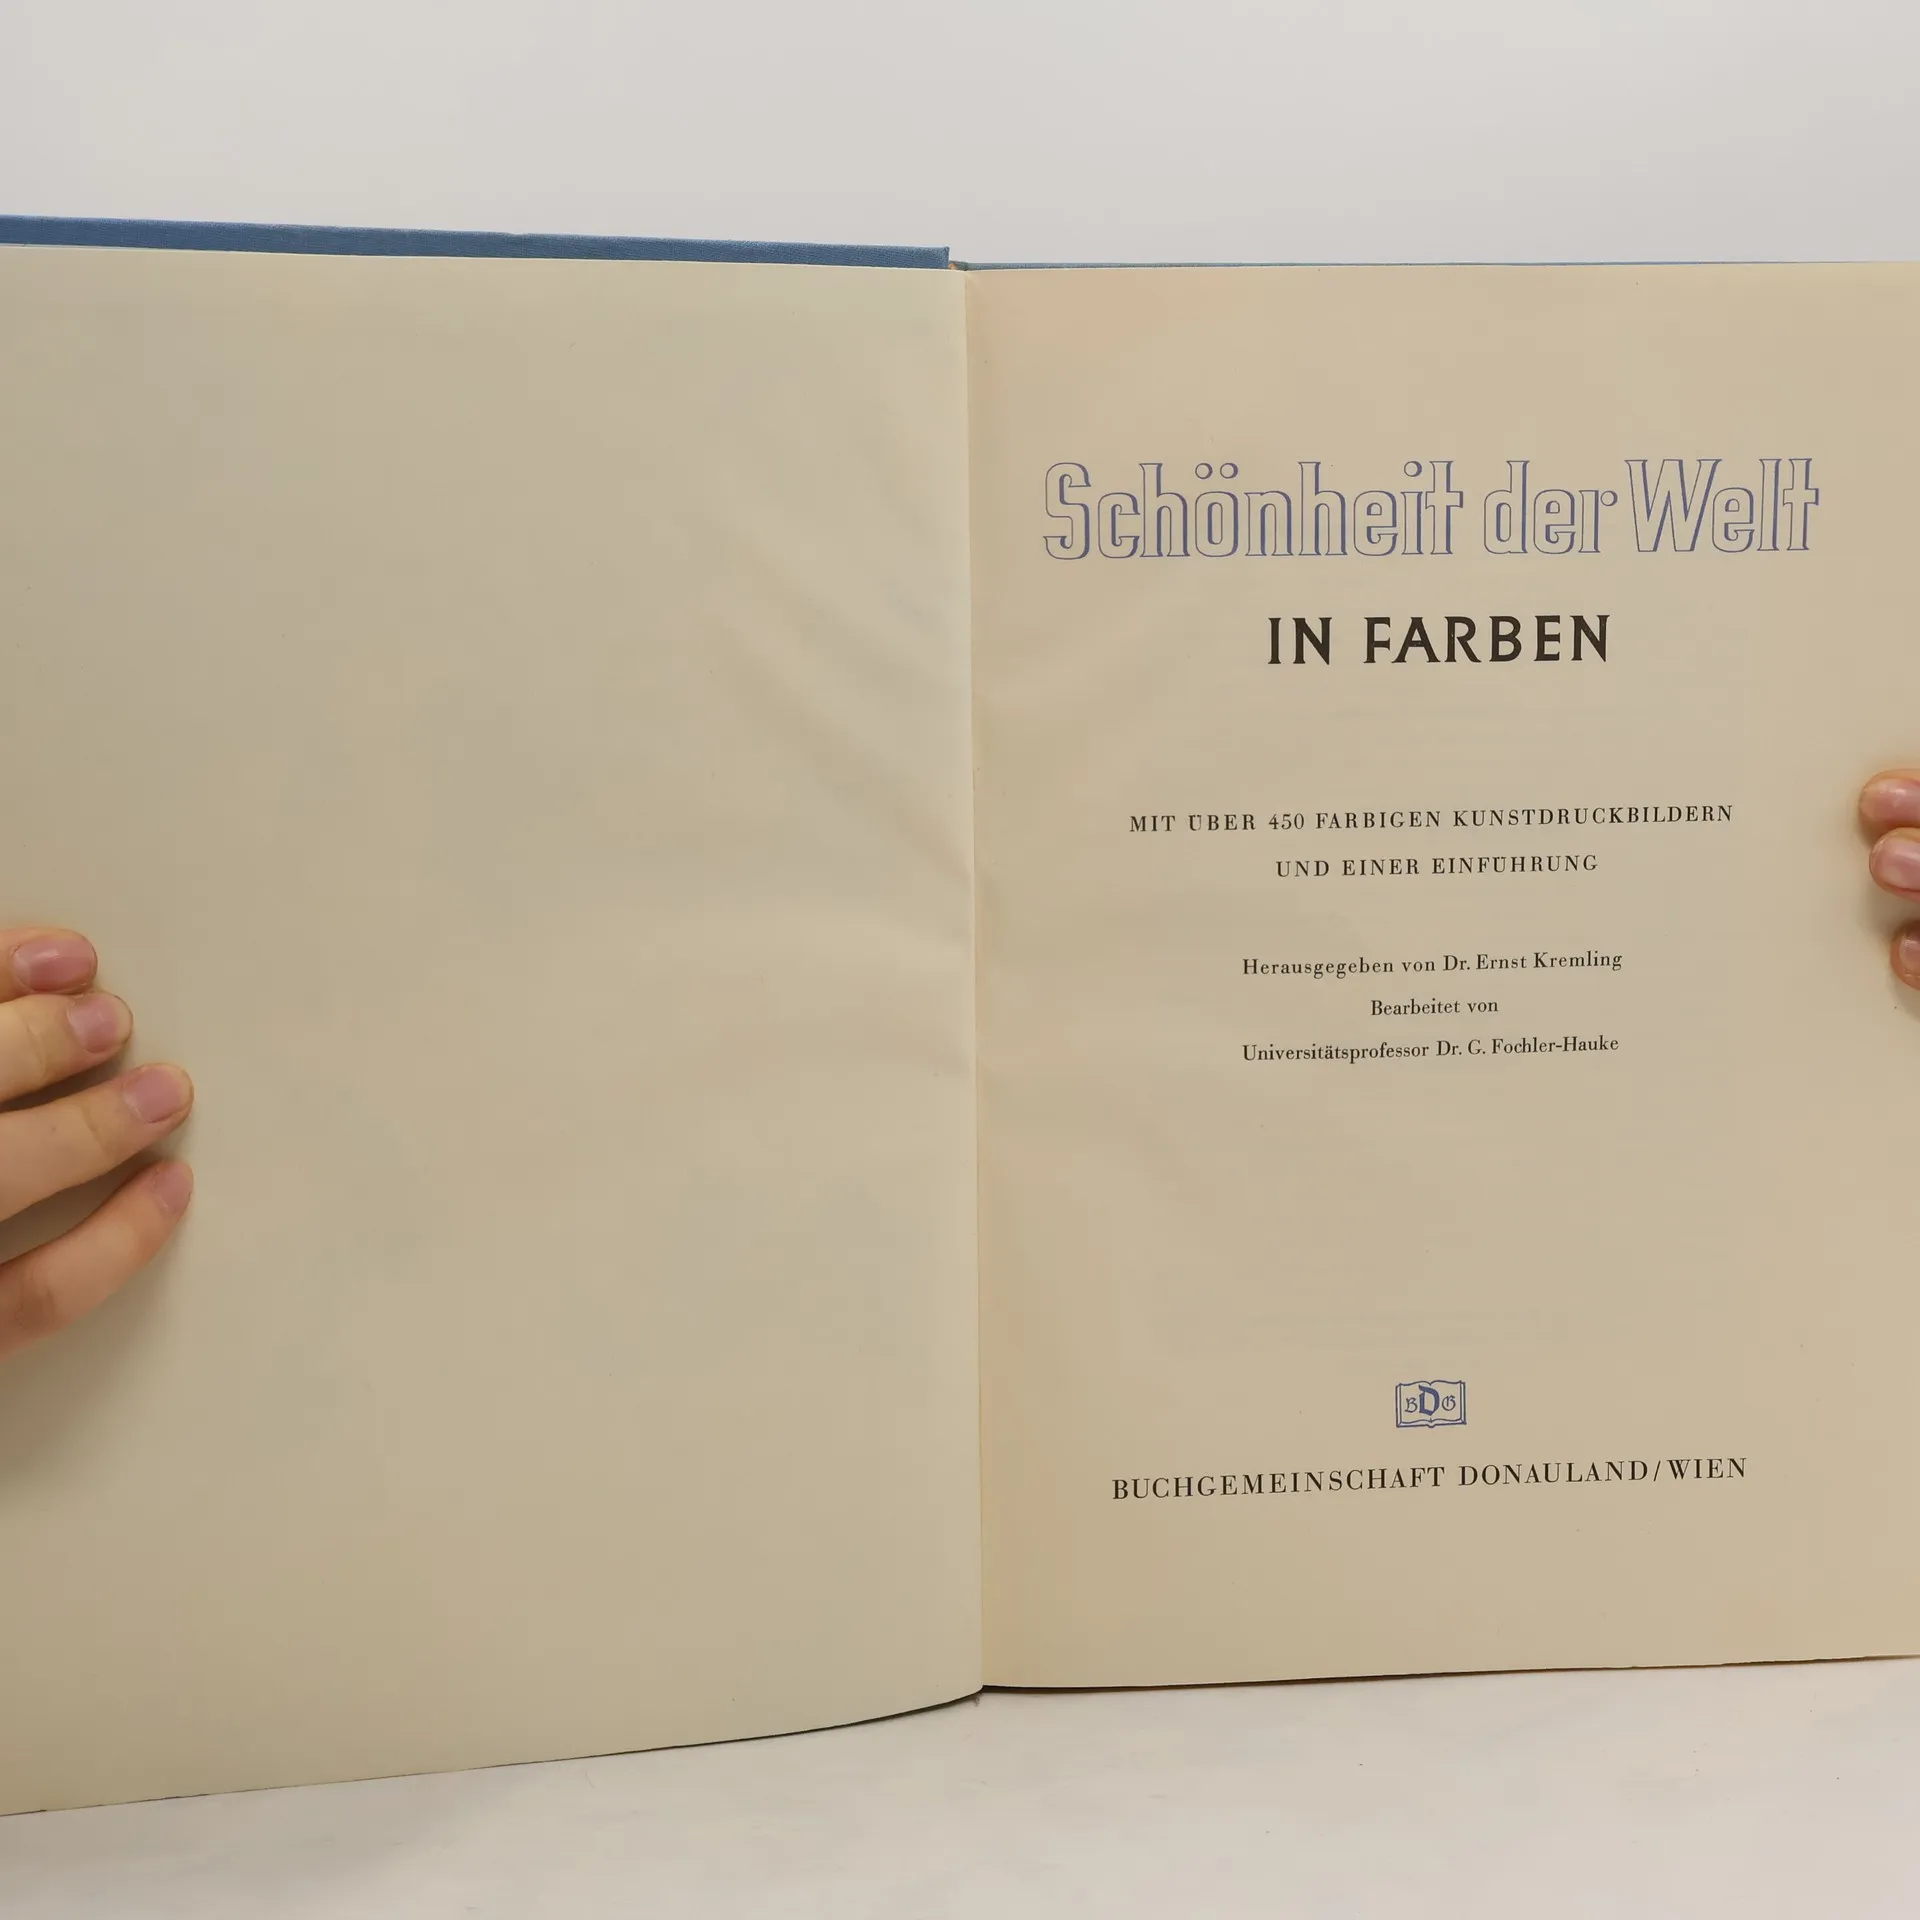 Schönheit der Welt
IN FARBEN
MIT ÜBER 450 FARBIGEN KUNSTDRUCKBILDERN
UND EINER EINFÜHRUNG
Herausgegeben von Dr. Ernst Kremling
Bearbeitet von
Universitätsprofessor Dr. G. Fochler-Hauke
BDG
BUCHGEMEINSCHAFT DONAULAND/WIEN